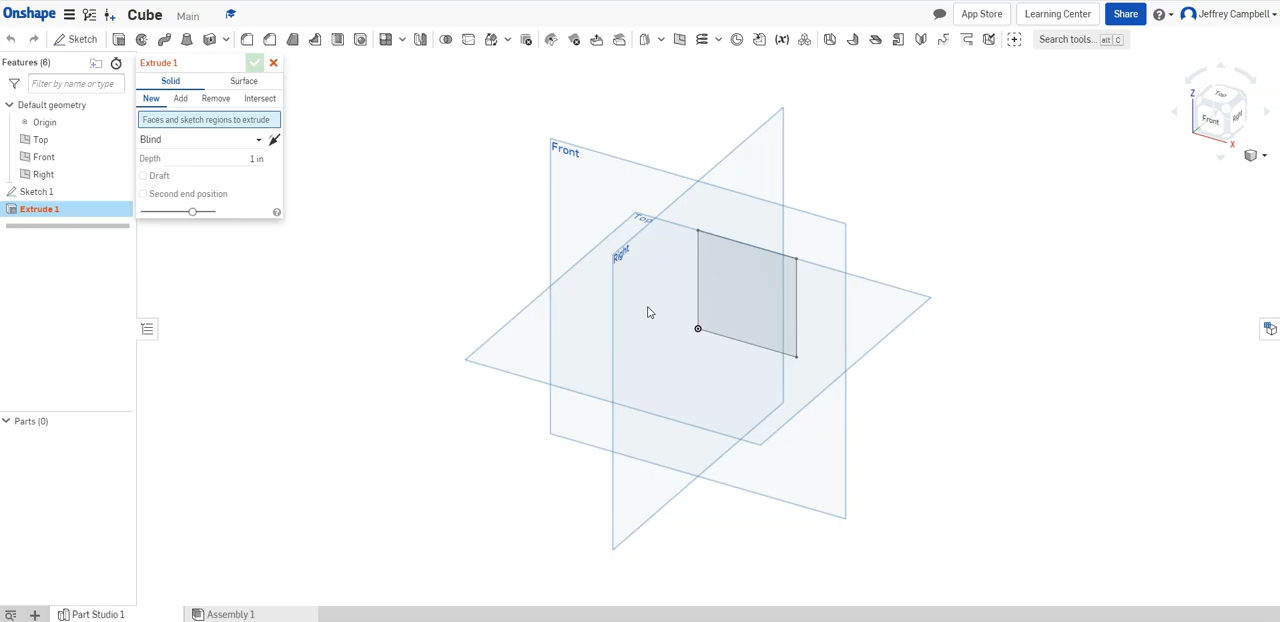 Onshape Cube Main App Store Learning Center Share Jeffrey Campbell
Sketch Search tools... alt C
Features (6)
Filter by name or type
Default geometry
Origin
Top
Front
Right
Sketch 1
Extrude 1
Parts (0)
Extrude 1
Solid Surface
New Add Remove Intersect
Faces and sketch regions to extrude
Blind
Depth 1 in
Draft
Second end position
Front
Top
Right
Z
Top
Front
Right
X
Part Studio 1 Assembly 1